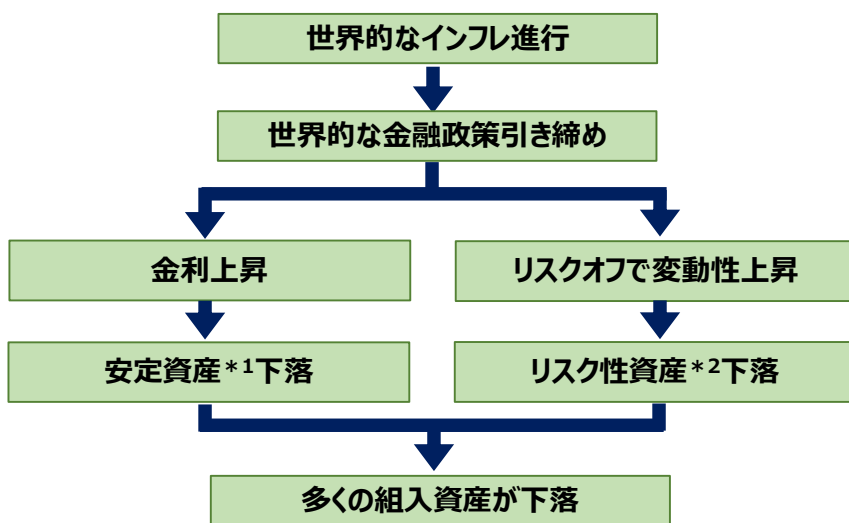 世界的なインフレ進行
世界的な金融政策引き締め
金利上昇
リスクオフで変動性上昇
安定資産*1下落
リスク性資産*2下落
多くの組入資産が下落